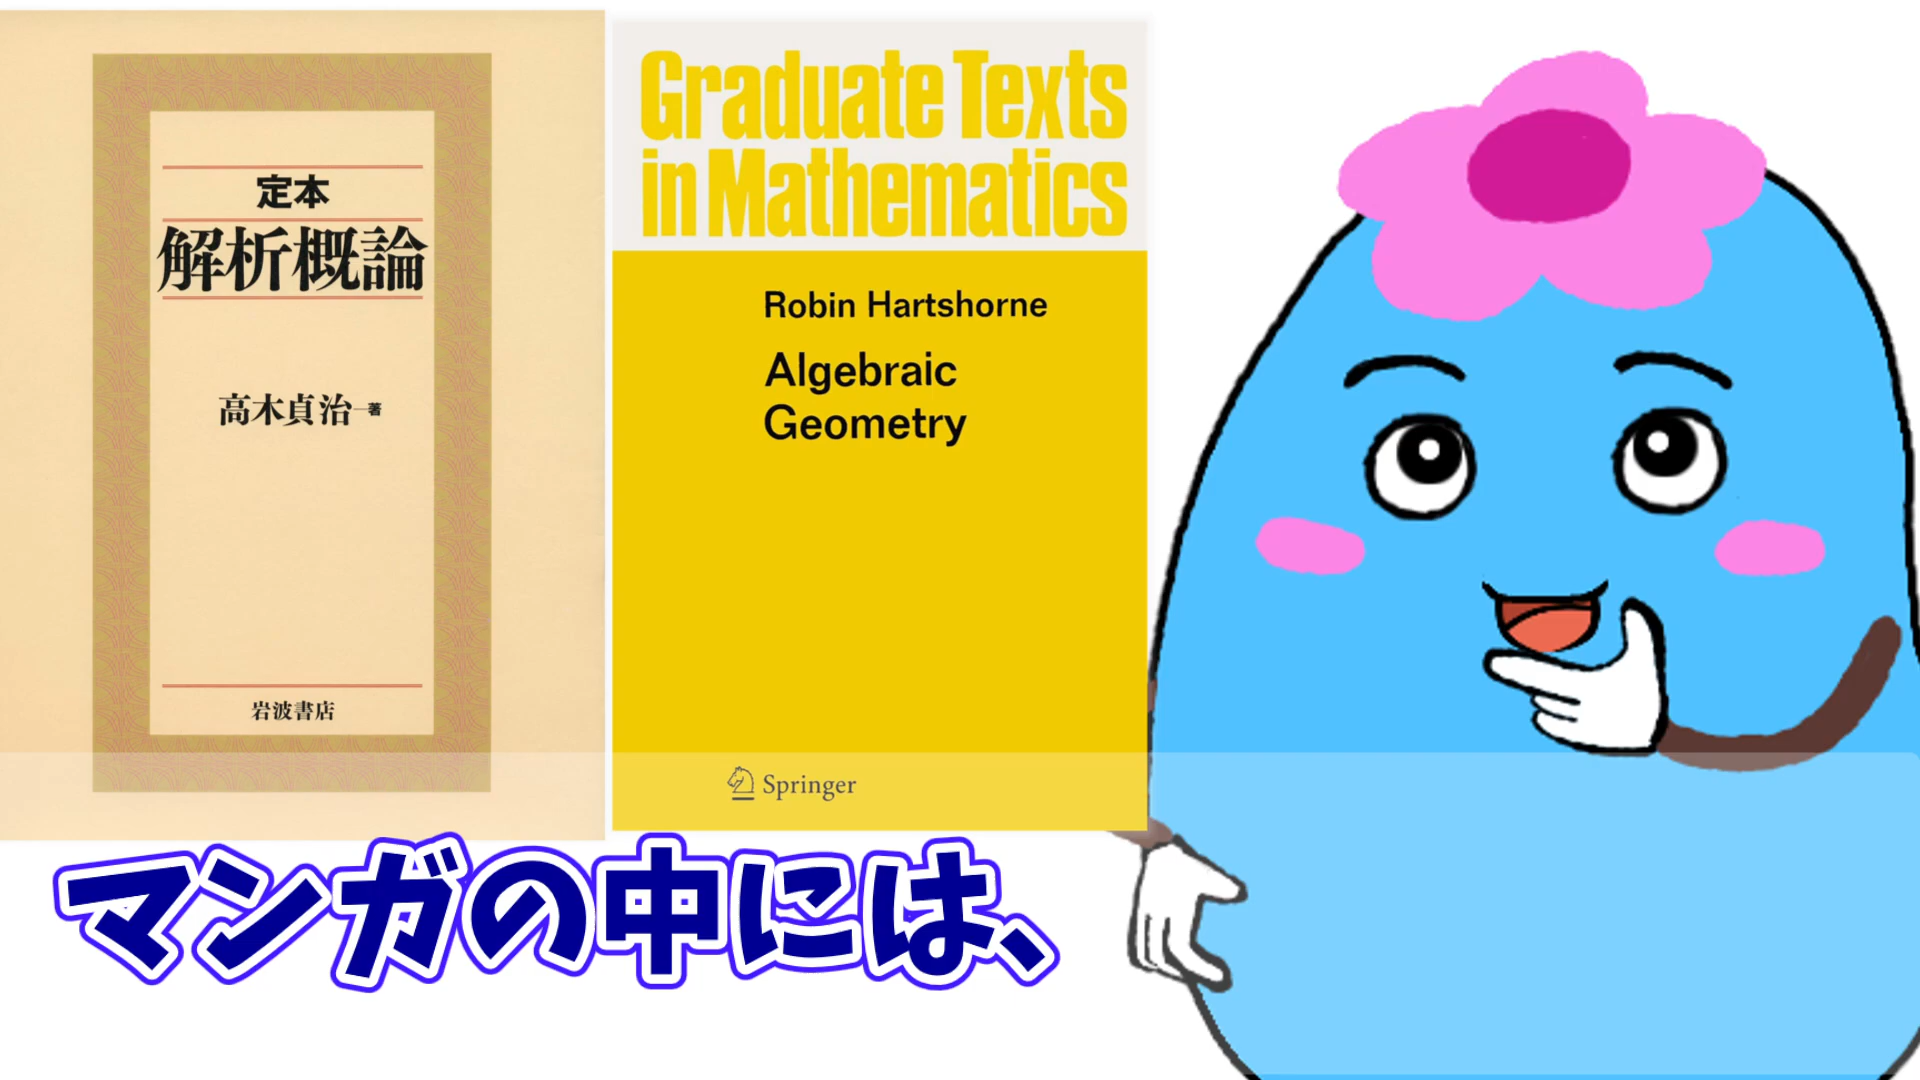 定本
解析概論
高木貞治 著
岩波書店
Graduate Texts
in Mathematics
Robin Hartshorne
Algebraic
Geometry
Springer
マンガの中には、